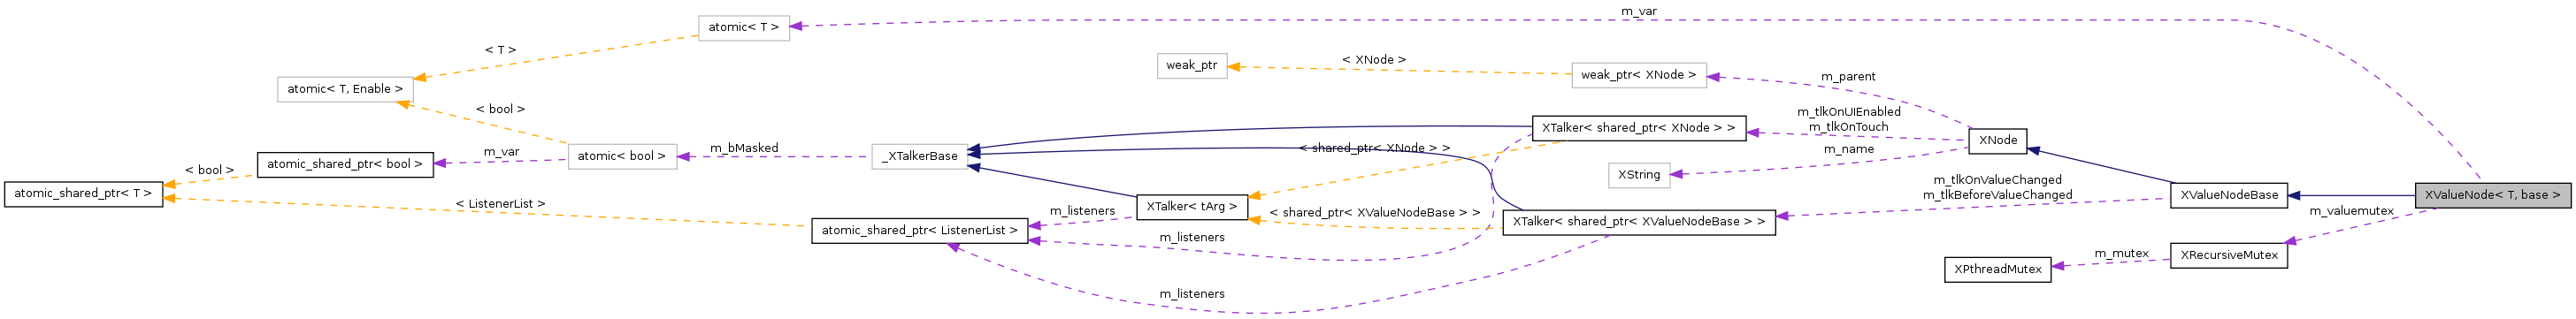 m_var
atomic< T >
< T >
< XNode >
weak_ptr
weak_ptr< XNode >
m_parent
atomic< T, Enable >
< bool >
m_tlkOnUIEnabled
m_tlkOnTouch
XTalker< shared_ptr< XNode > >
XNode
m_var
m_bMasked
< shared_ptr< XNode > >
m_name
atomic_shared_ptr< bool >
atomic< bool >
_XTalkerBase
< bool >
XString
m_tlkOnValueChanged
m_tlkBeforeValueChanged
atomic_shared_ptr< T >
XValueNodeBase
XValueNode< T, base >
< ListenerList >
XTalker< tArg >
m_listeners
< shared_ptr< XValueNodeBase > >
m_valuemutex
XTalker< shared_ptr< XValueNodeBase > >
atomic_shared_ptr< ListenerList >
m_listeners
m_mutex
XRecursiveMutex
XPthreadMutex
m_listeners